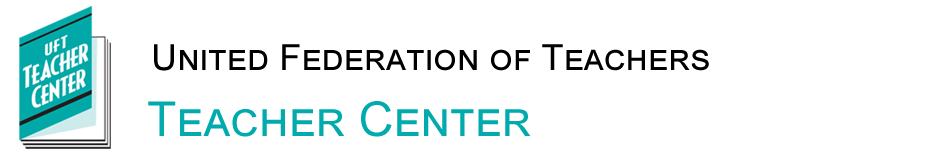 UFT
TEACHER
CENTER
UNITED FEDERATION OF TEACHERS
TEACHER CENTER